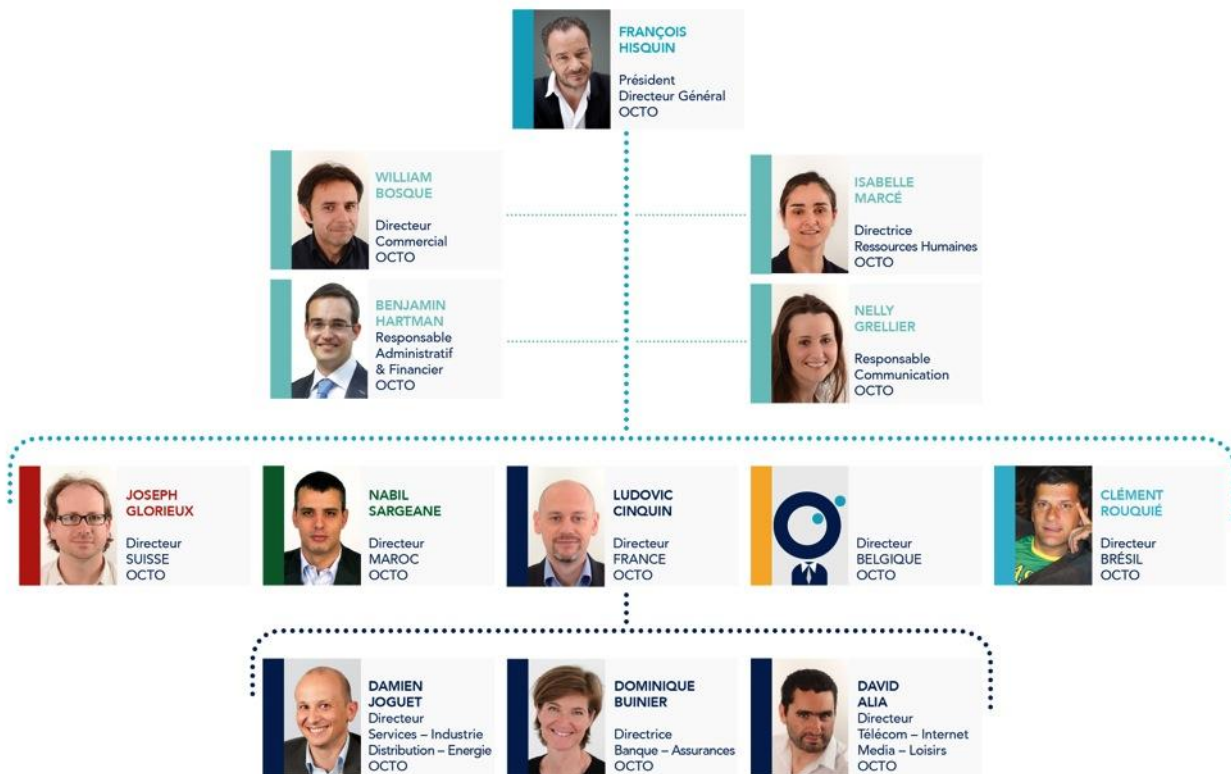 FRANÇOIS
HISQUIN
Président
Directeur Général
OCTO
WILLIAM
BOSQUE
Directeur
Commercial
OCTO
ISABELLE
MARCÉ
Directrice
Ressources Humaines
OCTO
BENJAMIN
HARTMAN
Responsable
Administratif
& Financier
OCTO
NELLY
GRELLIER
Responsable
Communication
OCTO
JOSEPH
GLORIEUX
Directeur
SUISSE
OCTO
NABIL
SARGEANE
Directeur
MAROC
OCTO
LUDOVIC
CINQUIN
Directeur
FRANCE
OCTO
Directeur
BELGIQUE
OCTO
CLÉMENT
ROUQUIÉ
Directeur
BRÉSIL
OCTO
DAMIEN
JOGUET
Directeur
Services – Industrie
Distribution – Energie
OCTO
DOMINIQUE
BUINIER
Directrice
Banque – Assurances
OCTO
DAVID
ALIA
Directeur
Télécom – Internet
Media – Loisirs
OCTO